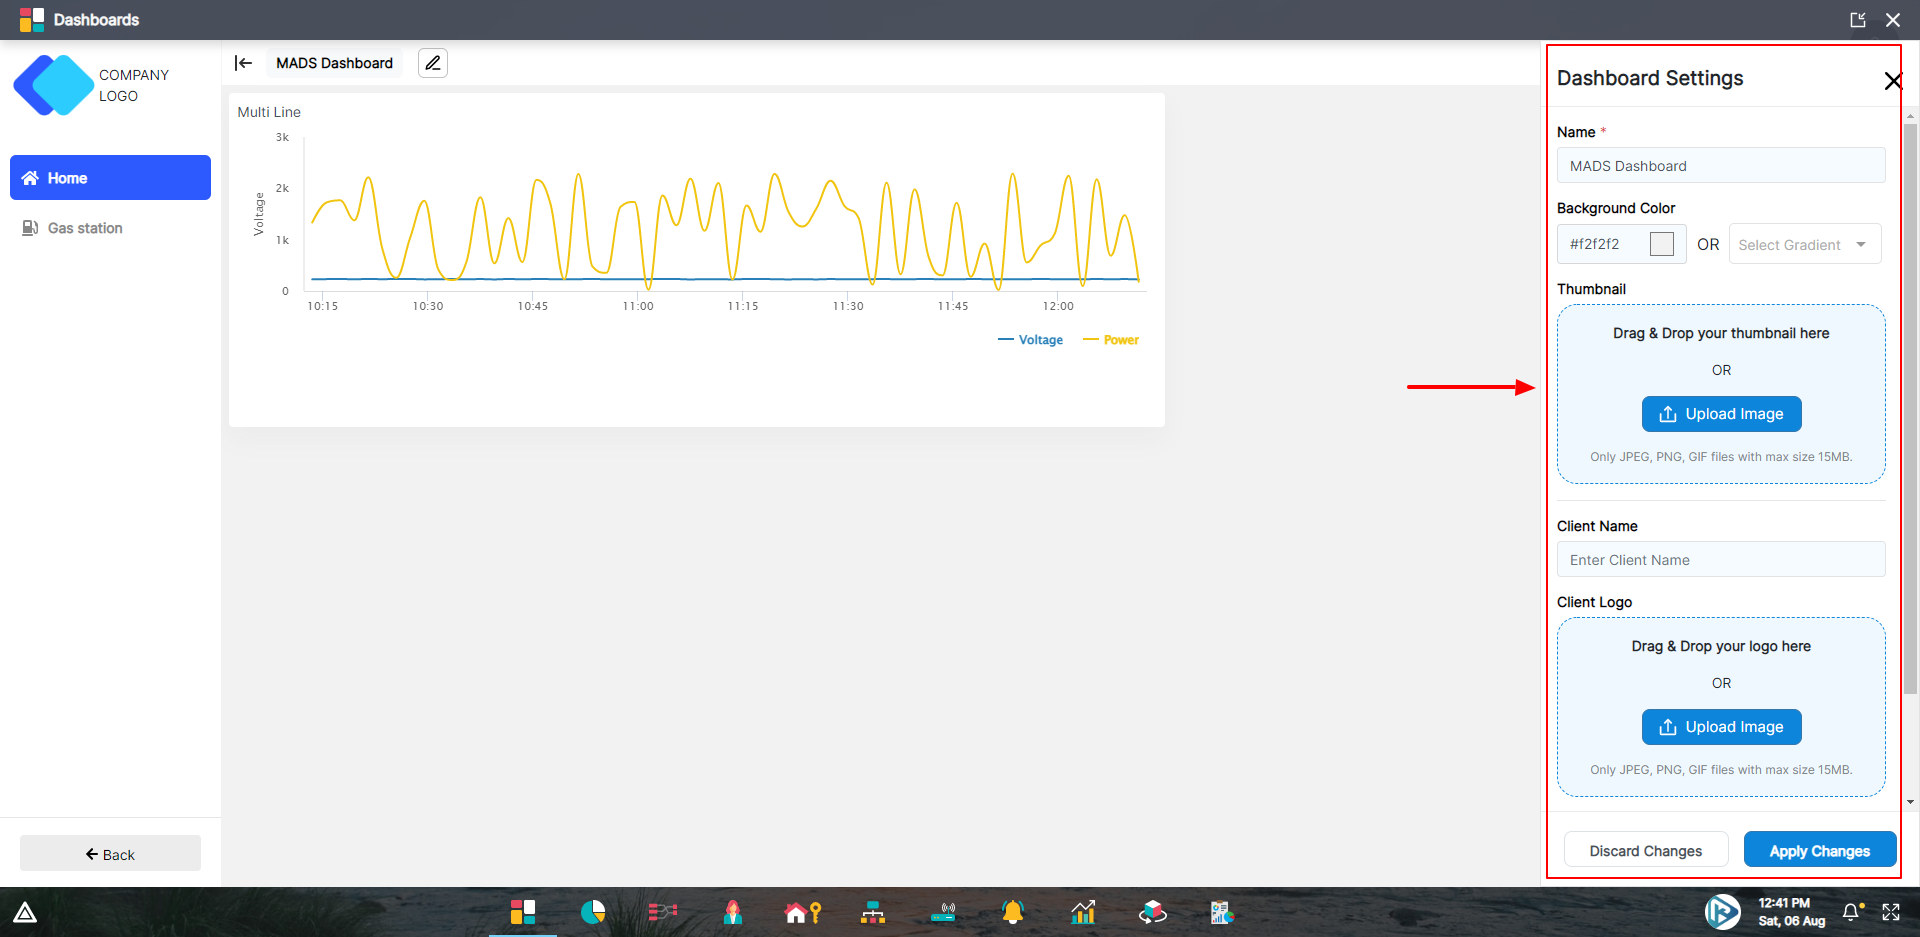 Dashboards
COMPANY
LOGO
Home
Gas station
Back
MADS Dashboard
Multi Line
Voltage
3k
2k
1k
0
10:15 10:30 10:45 11:00 11:15 11:30 11:45 12:00
Voltage Power
Dashboard Settings
Name *
MADS Dashboard
Background Color
#f2f2f2 OR Select Gradient
Thumbnail
Drag & Drop your thumbnail here
OR
Upload Image
Only JPEG, PNG, GIF files with max size 15MB.
Client Name
Enter Client Name
Client Logo
Drag & Drop your logo here
OR
Upload Image
Only JPEG, PNG, GIF files with max size 15MB.
Discard Changes Apply Changes
12:41 PM
Sat, 06 Aug